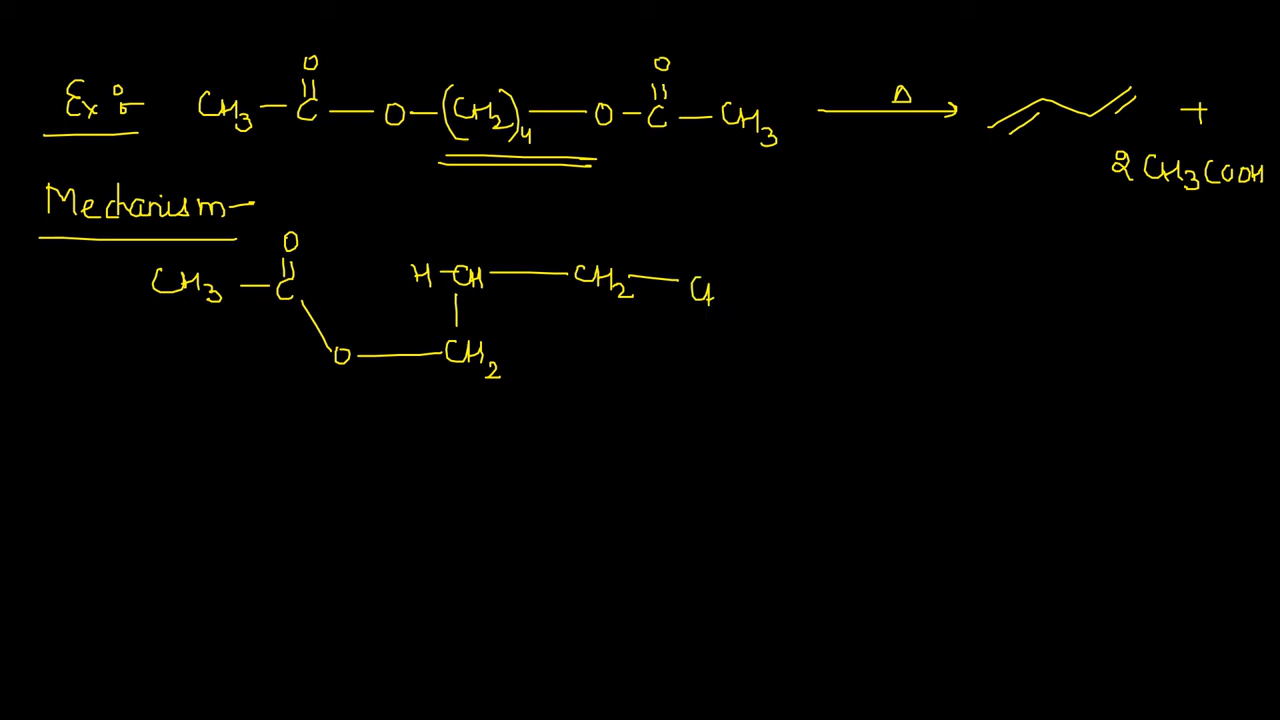 O O
Ex :- CH3 - C - O - (CH2)4 - O - C - CH3 Δ +
2 CH3COOH
Mechanism -
O
CH3 - C H - CH - CH2 -
O - CH2